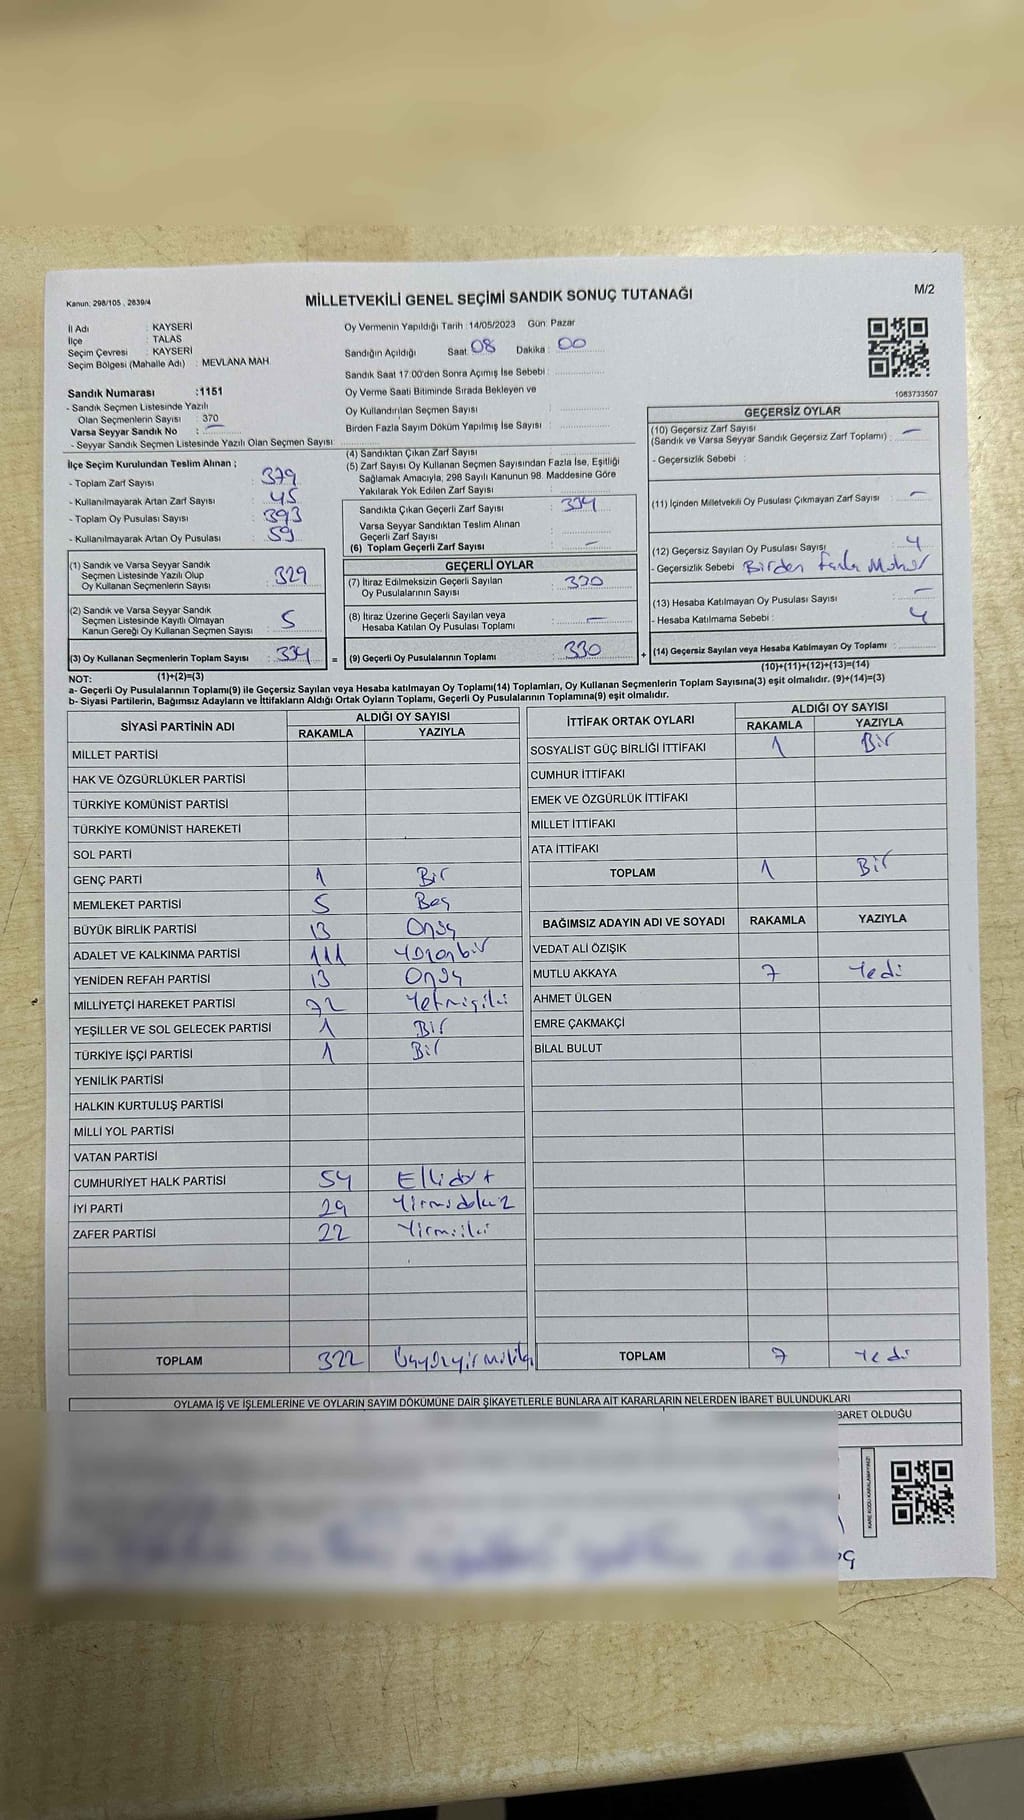 Kanun: 298/105 , 2839/4
MİLLETVEKİLİ GENEL SEÇİMİ SANDIK SONUÇ TUTANAĞI
M/2
İl Adı : KAYSERİ
İlçe : TALAS
Seçim Çevresi : KAYSERİ
Seçim Bölgesi (Mahalle Adı) : MEVLANA MAH
Sandık Numarası :1151
- Sandık Seçmen Listesinde Yazılı
Olan Seçmenlerin Sayısı : 370
Varsa Seyyar Sandık No : –
- Seyyar Sandık Seçmen Listesinde Yazılı Olan Seçmen Sayısı :
Oy Vermenin Yapıldığı Tarih : 14/05/2023 Gün: Pazar
Sandığın Açıldığı Saat: 08 Dakika : 00
Sandık Saat 17:00'den Sonra Açımış İse Sebebi :
Oy Verme Saati Bitiminde Sırada Bekleyen ve
Oy Kullandırılan Seçmen Sayısı :
Birden Fazla Sayım Döküm Yapılmış İse Sayısı :
1063733507
İlçe Seçim Kurulundan Teslim Alınan ;
- Toplam Zarf Sayısı : 379
- Kullanılmayarak Artan Zarf Sayısı : 45
- Toplam Oy Pusulası Sayısı : 393
- Kullanılmayarak Artan Oy Pusulası : 59
(1) Sandık ve Varsa Seyyar Sandık
Seçmen Listesinde Yazılı Olup
Oy Kullanan Seçmenlerin Sayısı 329
(2) Sandık ve Varsa Seyyar Sandık
Seçmen Listesinde Kayıtlı Olmayan
Kanun Gereği Oy Kullanan Seçmen Sayısı 5
(3) Oy Kullanan Seçmenlerin Toplam Sayısı 334
(1)+(2)=(3)
(4) Sandıktan Çıkan Zarf Sayısı :
(5) Zarf Sayısı Oy Kullanan Seçmen Sayısından Fazla İse, Eşitliği
Sağlamak Amacıyla, 298 Sayılı Kanunun 98. Maddesine Göre
Yakılarak Yok Edilen Zarf Sayısı :
Sandıkta Çıkan Geçerli Zarf Sayısı : 334
Varsa Seyyar Sandıktan Teslim Alınan
Geçerli Zarf Sayısı :
(6) Toplam Geçerli Zarf Sayısı : –
GEÇERLİ OYLAR
(7) İtiraz Edilmeksizin Geçerli Sayılan
Oy Pusulalarının Sayısı : 330
(8) İtiraz Üzerine Geçerli Sayılan veya
Hesaba Katılan Oy Pusulası Toplamı : –
= (9) Geçerli Oy Pusulalarının Toplamı : 330 +
GEÇERSİZ OYLAR
(10) Geçersiz Zarf Sayısı
(Sandık ve Varsa Seyyar Sandık Geçersiz Zarf Toplamı) : –
- Geçersizlik Sebebi :
(11) İçinden Milletvekili Oy Pusulası Çıkmayan Zarf Sayısı : –
(12) Geçersiz Sayılan Oy Pusulası Sayısı : 4
- Geçersizlik Sebebi : Birden Fazla Mühür
(13) Hesaba Katılmayan Oy Pusulası Sayısı : –
- Hesaba Katılmama Sebebi : 4
(14) Geçersiz Sayılan veya Hesaba Katılmayan Oy Toplamı :
(10)+(11)+(12)+(13)=(14)
NOT:
a- Geçerli Oy Pusulalarının Toplamı(9) ile Geçersiz Sayılan veya Hesaba katılmayan Oy Toplamı(14) Toplamları, Oy Kullanan Seçmenlerin Toplam Sayısına(3) eşit olmalıdır. (9)+(14)=(3)
b- Siyasi Partilerin, Bağımsız Adayların ve İttifakların Aldığı Ortak Oyların Toplamı, Geçerli Oy Pusulalarının Toplamına(9) eşit olmalıdır.
SİYASİ PARTİNİN ADI ALDIĞI OY SAYISI
RAKAMLA YAZIYLA
MİLLET PARTİSİ
HAK VE ÖZGÜRLÜKLER PARTİSİ
TÜRKİYE KOMÜNİST PARTİSİ
TÜRKİYE KOMÜNİST HAREKETİ
SOL PARTİ
GENÇ PARTİ 1 Bir
MEMLEKET PARTİSİ 5 Beş
BÜYÜK BİRLİK PARTİSİ 13 Onüç
ADALET VE KALKINMA PARTİSİ 111 Yüzonbir
YENİDEN REFAH PARTİSİ 13 Onüç
MİLLİYETÇİ HAREKET PARTİSİ 72 Yetmişiki
YEŞİLLER VE SOL GELECEK PARTİSİ 1 Bir
TÜRKİYE İŞÇİ PARTİSİ 1 Bir
YENİLİK PARTİSİ
HALKIN KURTULUŞ PARTİSİ
MİLLİ YOL PARTİSİ
VATAN PARTİSİ
CUMHURİYET HALK PARTİSİ 54 Ellidört
İYİ PARTİ 29 Yirmidokuz
ZAFER PARTİSİ 22 Yirmiiki
TOPLAM 322 Üçyüzyirmiiki
İTTİFAK ORTAK OYLARI ALDIĞI OY SAYISI
RAKAMLA YAZIYLA
SOSYALİST GÜÇ BİRLİĞİ İTTİFAKI 1 Bir
CUMHUR İTTİFAKI
EMEK VE ÖZGÜRLÜK İTTİFAKI
MİLLET İTTİFAKI
ATA İTTİFAKI
TOPLAM 1 Bir
BAĞIMSIZ ADAYIN ADI VE SOYADI RAKAMLA YAZIYLA
VEDAT ALİ ÖZIŞIK
MUTLU AKKAYA 7 Yedi
AHMET ÜLGEN
EMRE ÇAKMAKÇİ
BİLAL BULUT
TOPLAM 7 Yedi
OYLAMA İŞ VE İŞLEMLERİNE VE OYLARIN SAYIM DÖKÜMÜNE DAİR ŞİKAYETLERLE BUNLARA AİT KARARLARIN NELERDEN İBARET BULUNDUKLARI
BARET OLDUĞU
KARE KODU KARALAMAYINIZ!